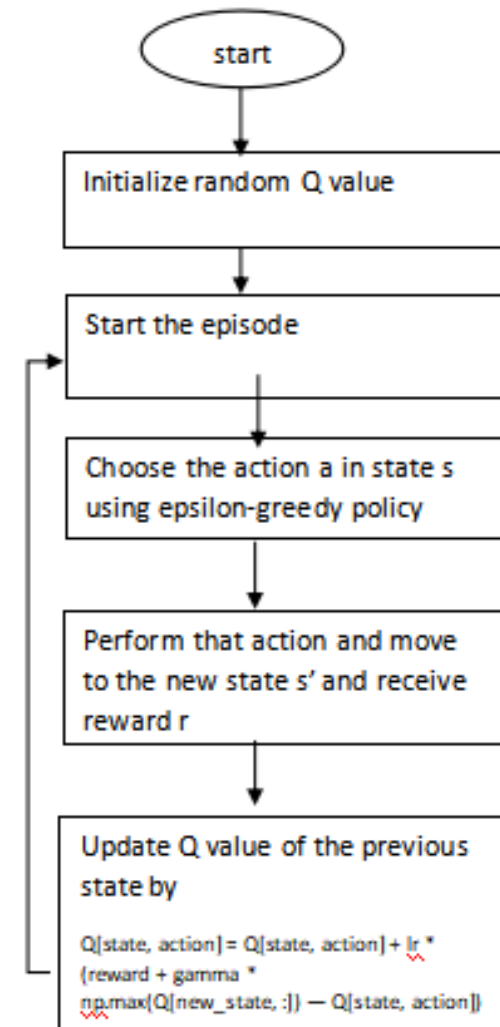 start
Initialize random Q value
Start the episode
Choose the action a in state s
using epsilon-greedy policy
Perform that action and move
to the new state s’ and receive
reward r
Update Q value of the previous
state by
Q[state, action] = Q[state, action] + lr *
(reward + gamma *
np.max(Q[new_state, :]) — Q[state, action])